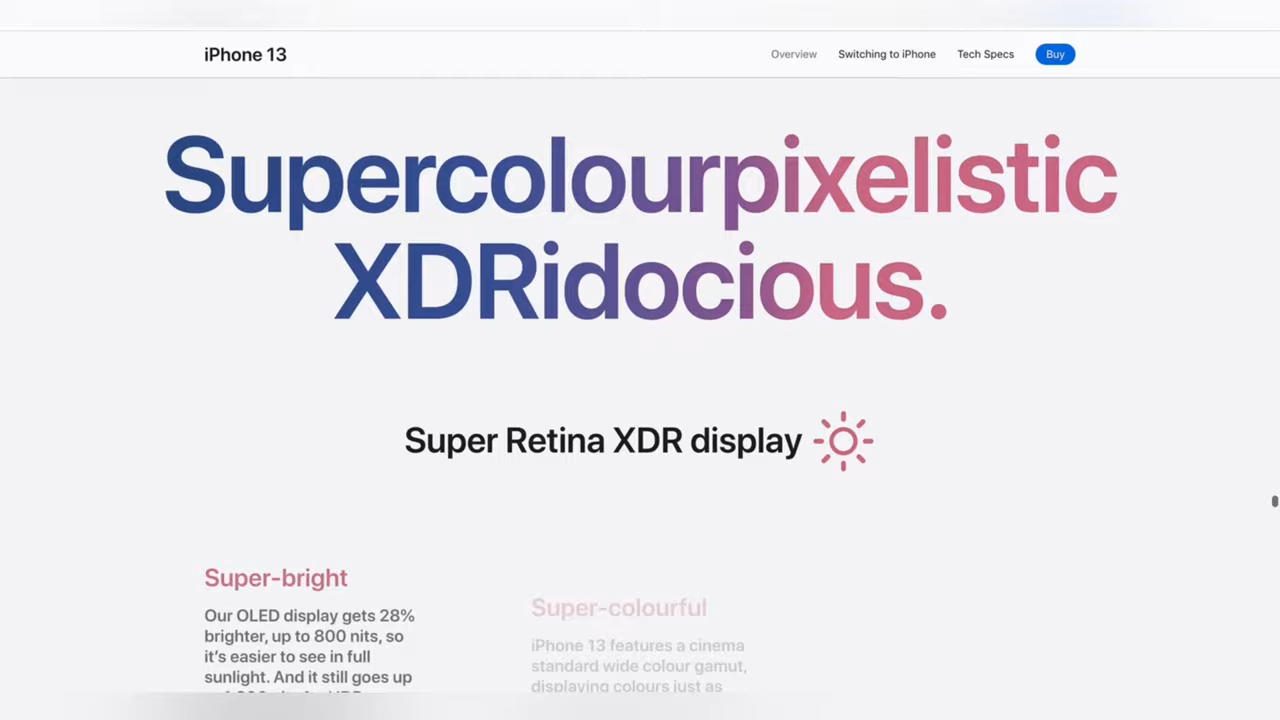 iPhone 13
Overview
Switching to iPhone
Tech Specs
Buy
Supercolourpixelistic
XDRidocious.
Super Retina XDR display
Super-bright
Our OLED display gets 28%
brighter, up to 800 nits, so
it's easier to see in full
sunlight. And it still goes up
Super-colourful
iPhone 13 features a cinema
standard wide colour gamut,
displaying colours just as